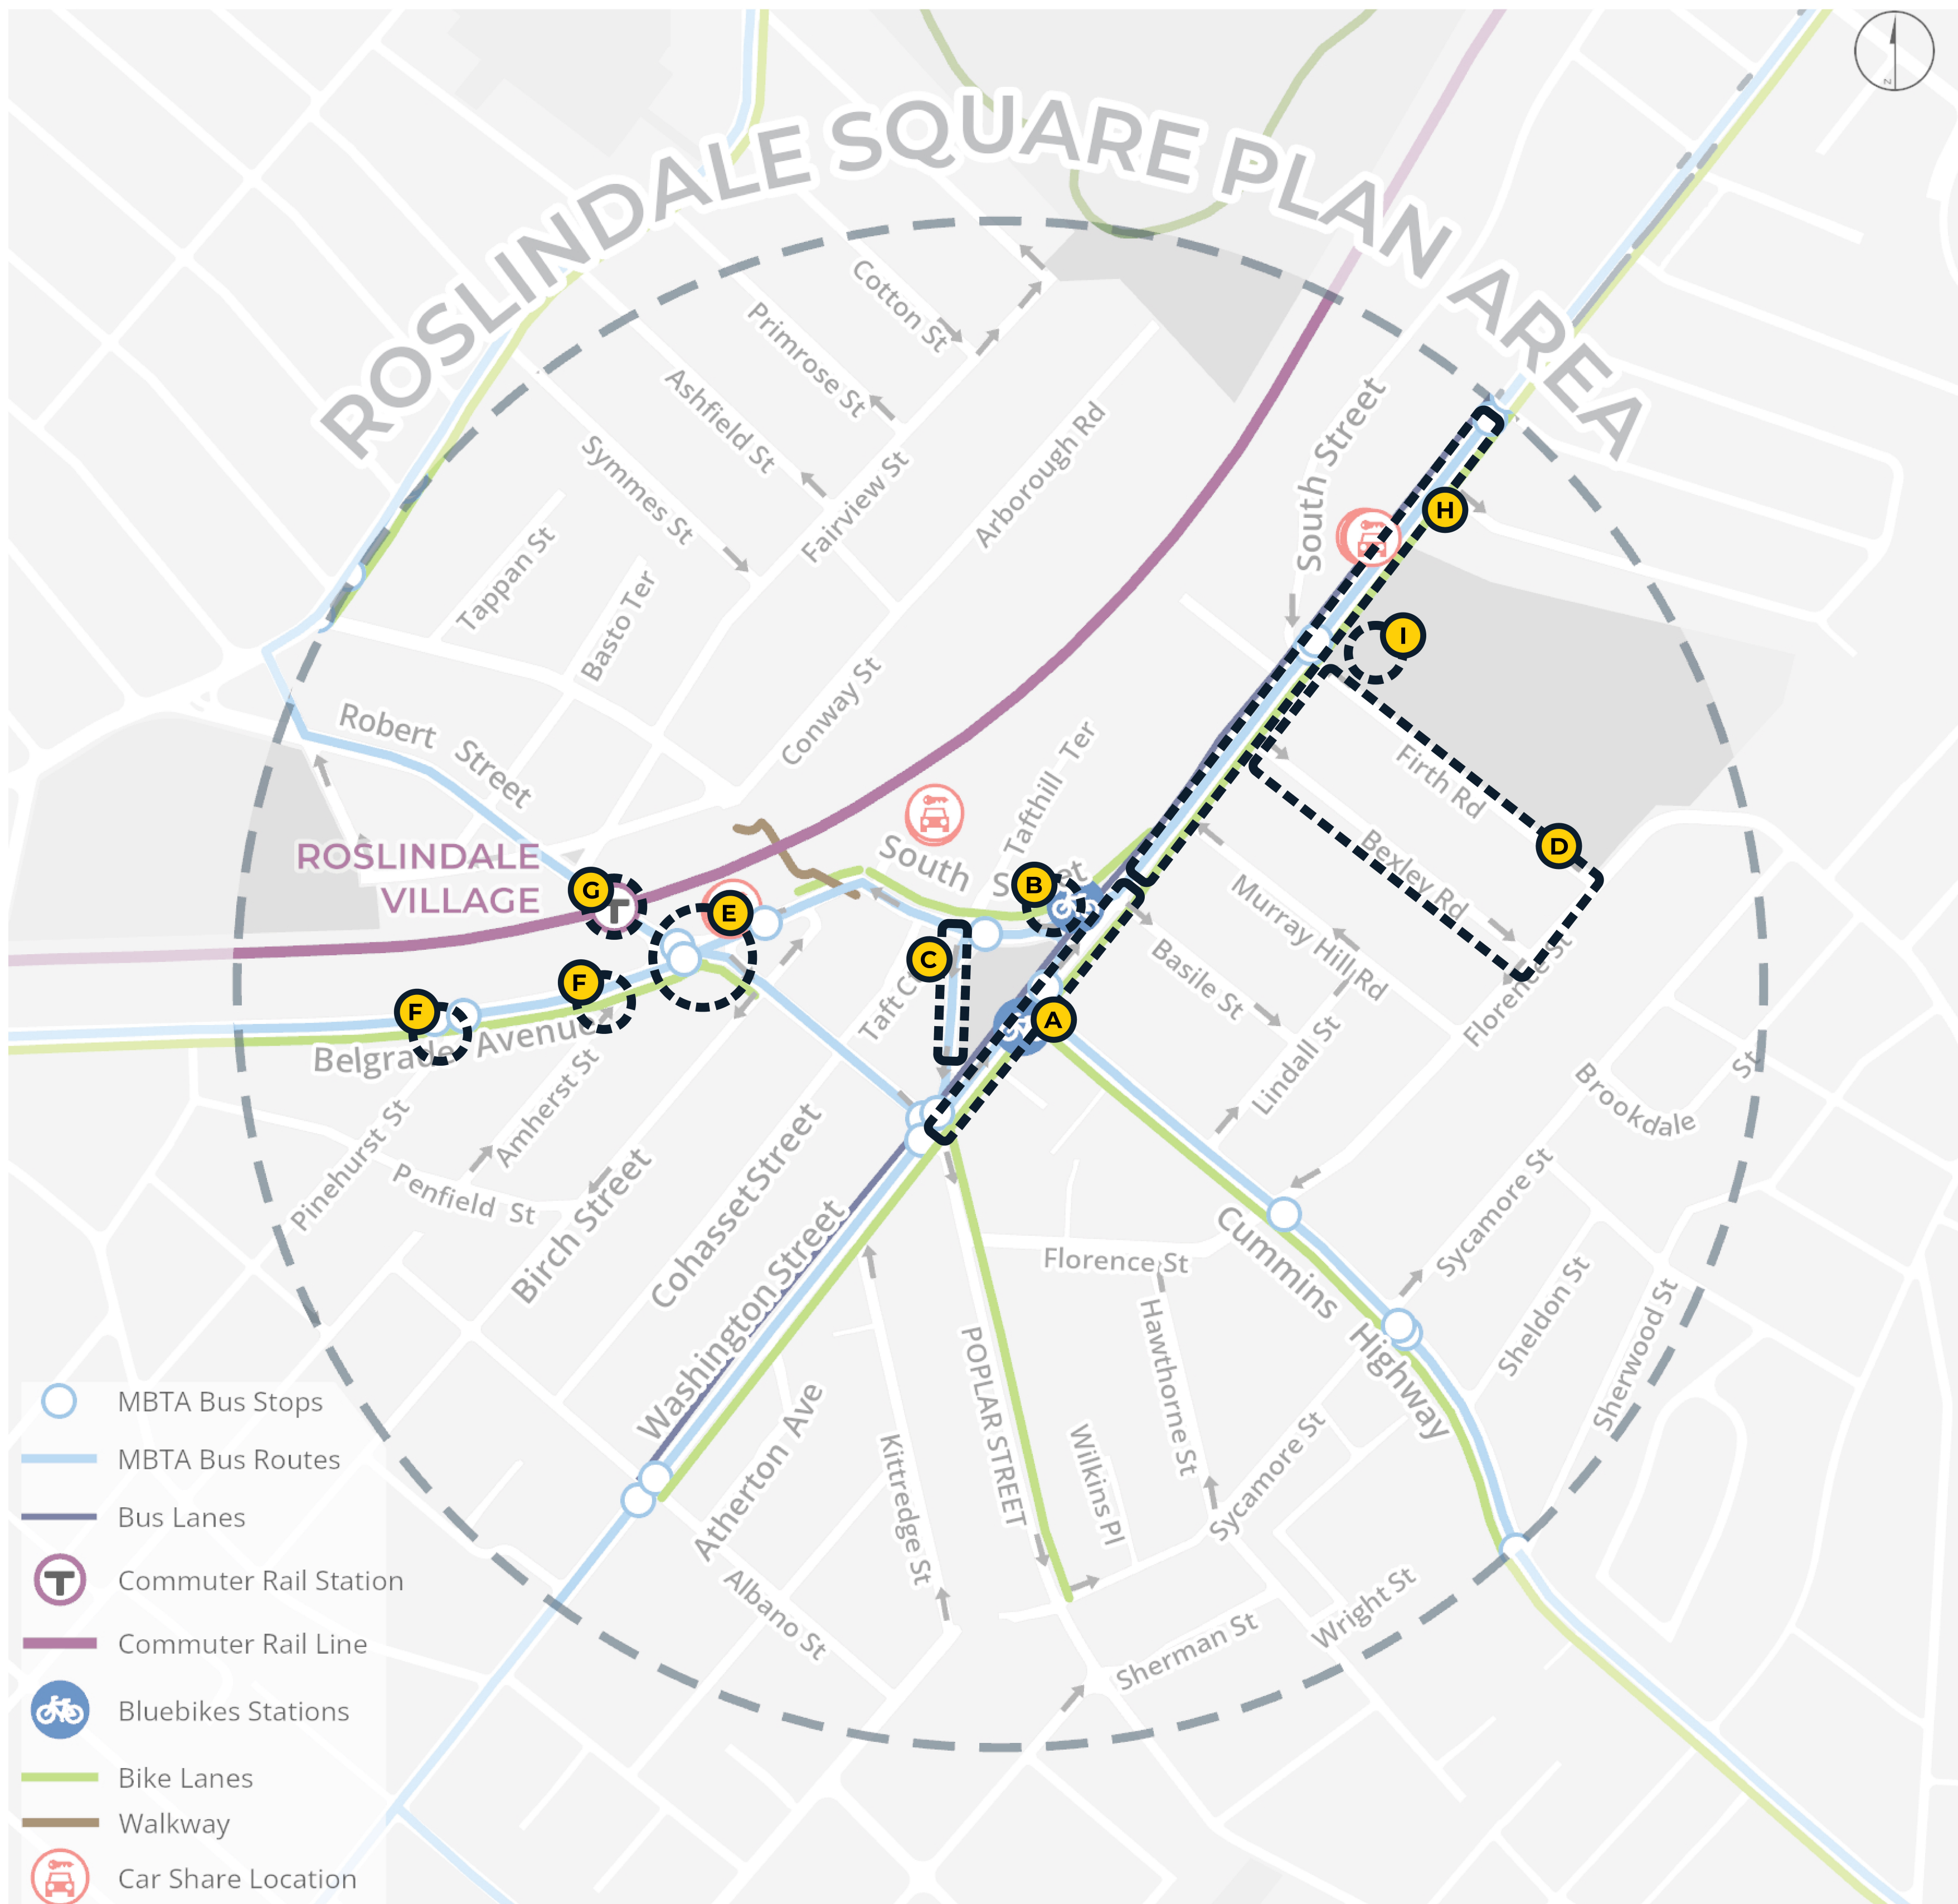 N
ROSLINDALE SQUARE PLAN AREA
Cotton St
Primrose St
Ashfield St
Symmes St
Fairview St
Arborough Rd
South Street
Tappan St
Basto Ter
Conway St
Robert Street
Tafthill Ter
H
I
Firth Rd
D
Bexley Rd
ROSLINDALE
VILLAGE
G
T
E
South Street
B
Murray Hill Rd
Basile St
Florence St
C
A
F
F
Belgrade Avenue
Lindall St
Brookdale St
Amherst St
Pinehurst St
Penfield St
Birch Street
Cohasset Street
Washington Street
Florence St
Cummins Highway
Sycamore St
Sheldon St
Sherwood St
Hawthorne St
POPLAR STREET
Wilkins Pl
Kittredge St
Atherton Ave
Sycamore St
Albano St
Wright St
Sherman St
MBTA Bus Stops
MBTA Bus Routes
Bus Lanes
T
Commuter Rail Station
Commuter Rail Line
Bluebikes Stations
Bike Lanes
Walkway
Car Share Location